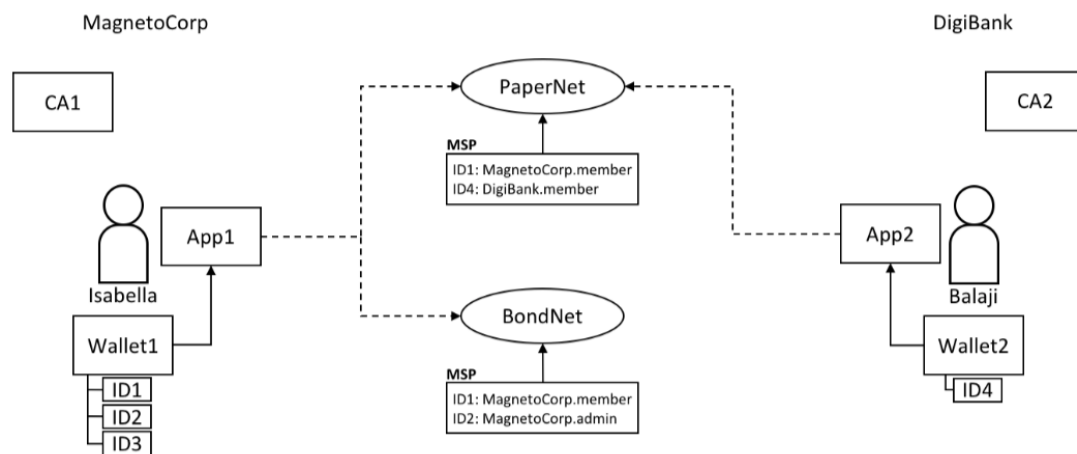 MagnetoCorp
DigiBank
CA1
PaperNet
CA2
MSP
ID1: MagnetoCorp.member
ID4: DigiBank.member
App1
App2
Isabella
Balaji
BondNet
Wallet1
Wallet2
MSP
ID1: MagnetoCorp.member
ID2: MagnetoCorp.admin
ID1
ID2
ID3
ID4